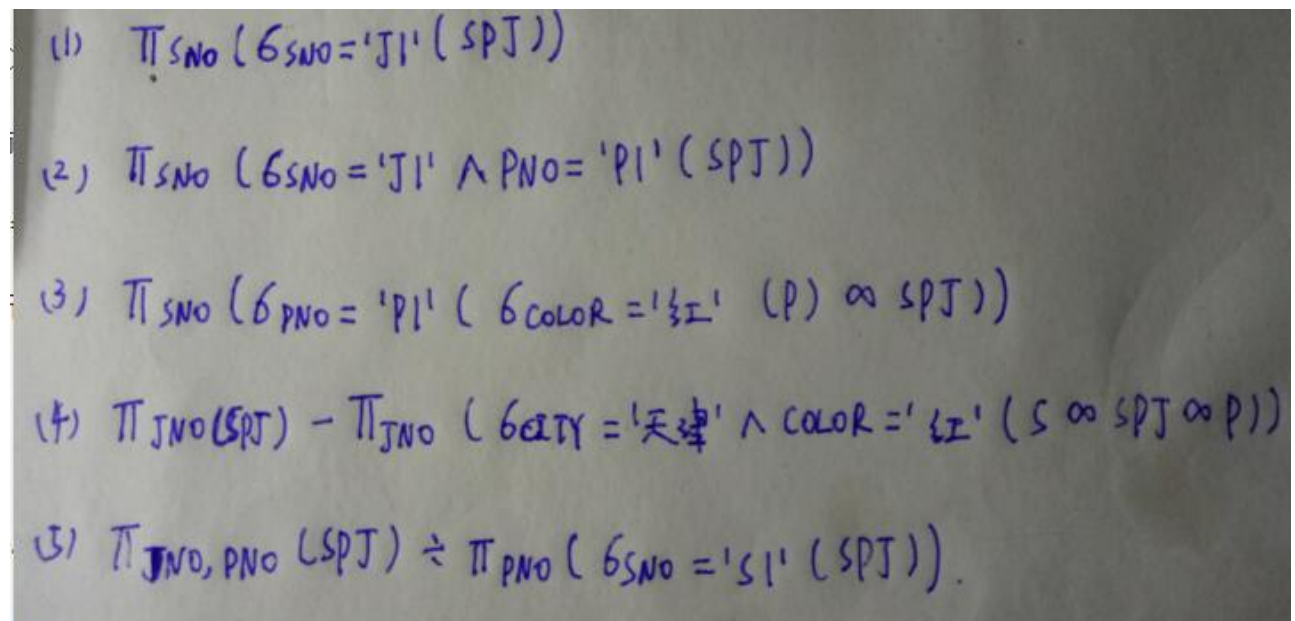 (1) πSNO (σSNO='J1' (SPJ))
(2) πSNO (σSNO='J1' ∧ PNO='P1' (SPJ))
(3) πSNO (σPNO='P1' (σCOLOR='红' (P) ∞ SPJ))
(4) πJNO(SPJ) - πJNO (σCITY='天津' ∧ COLOR='红' (S ∞ SPJ ∞ P))
(5) πJNO,PNO (SPJ) ÷ πPNO (σSNO='S1' (SPJ)).